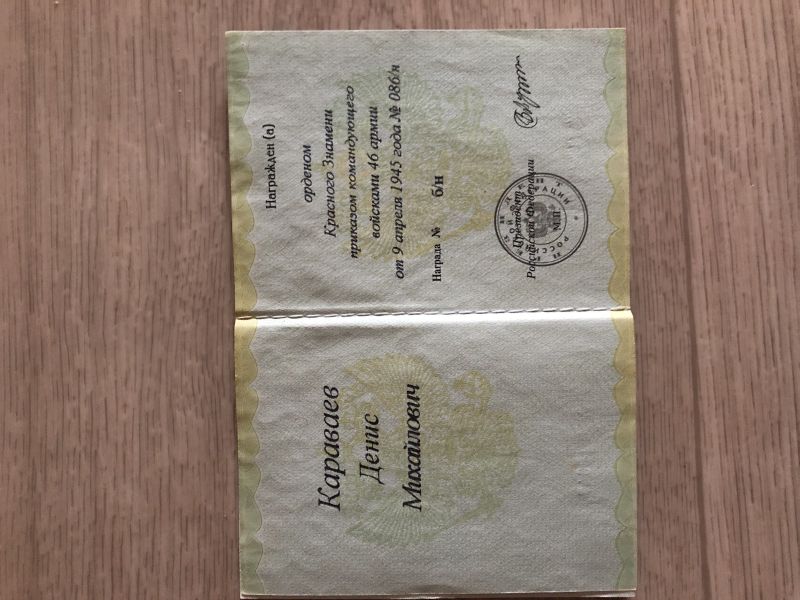 Караваев
Денис
Михайлович
Награжден (а)
орденом
Красного Знамени
приказом командующего
войсками 46 армии
от 9 апреля 1945 года № 086/н
Награда № б/н
Президент
Российской Федерации
М.П.